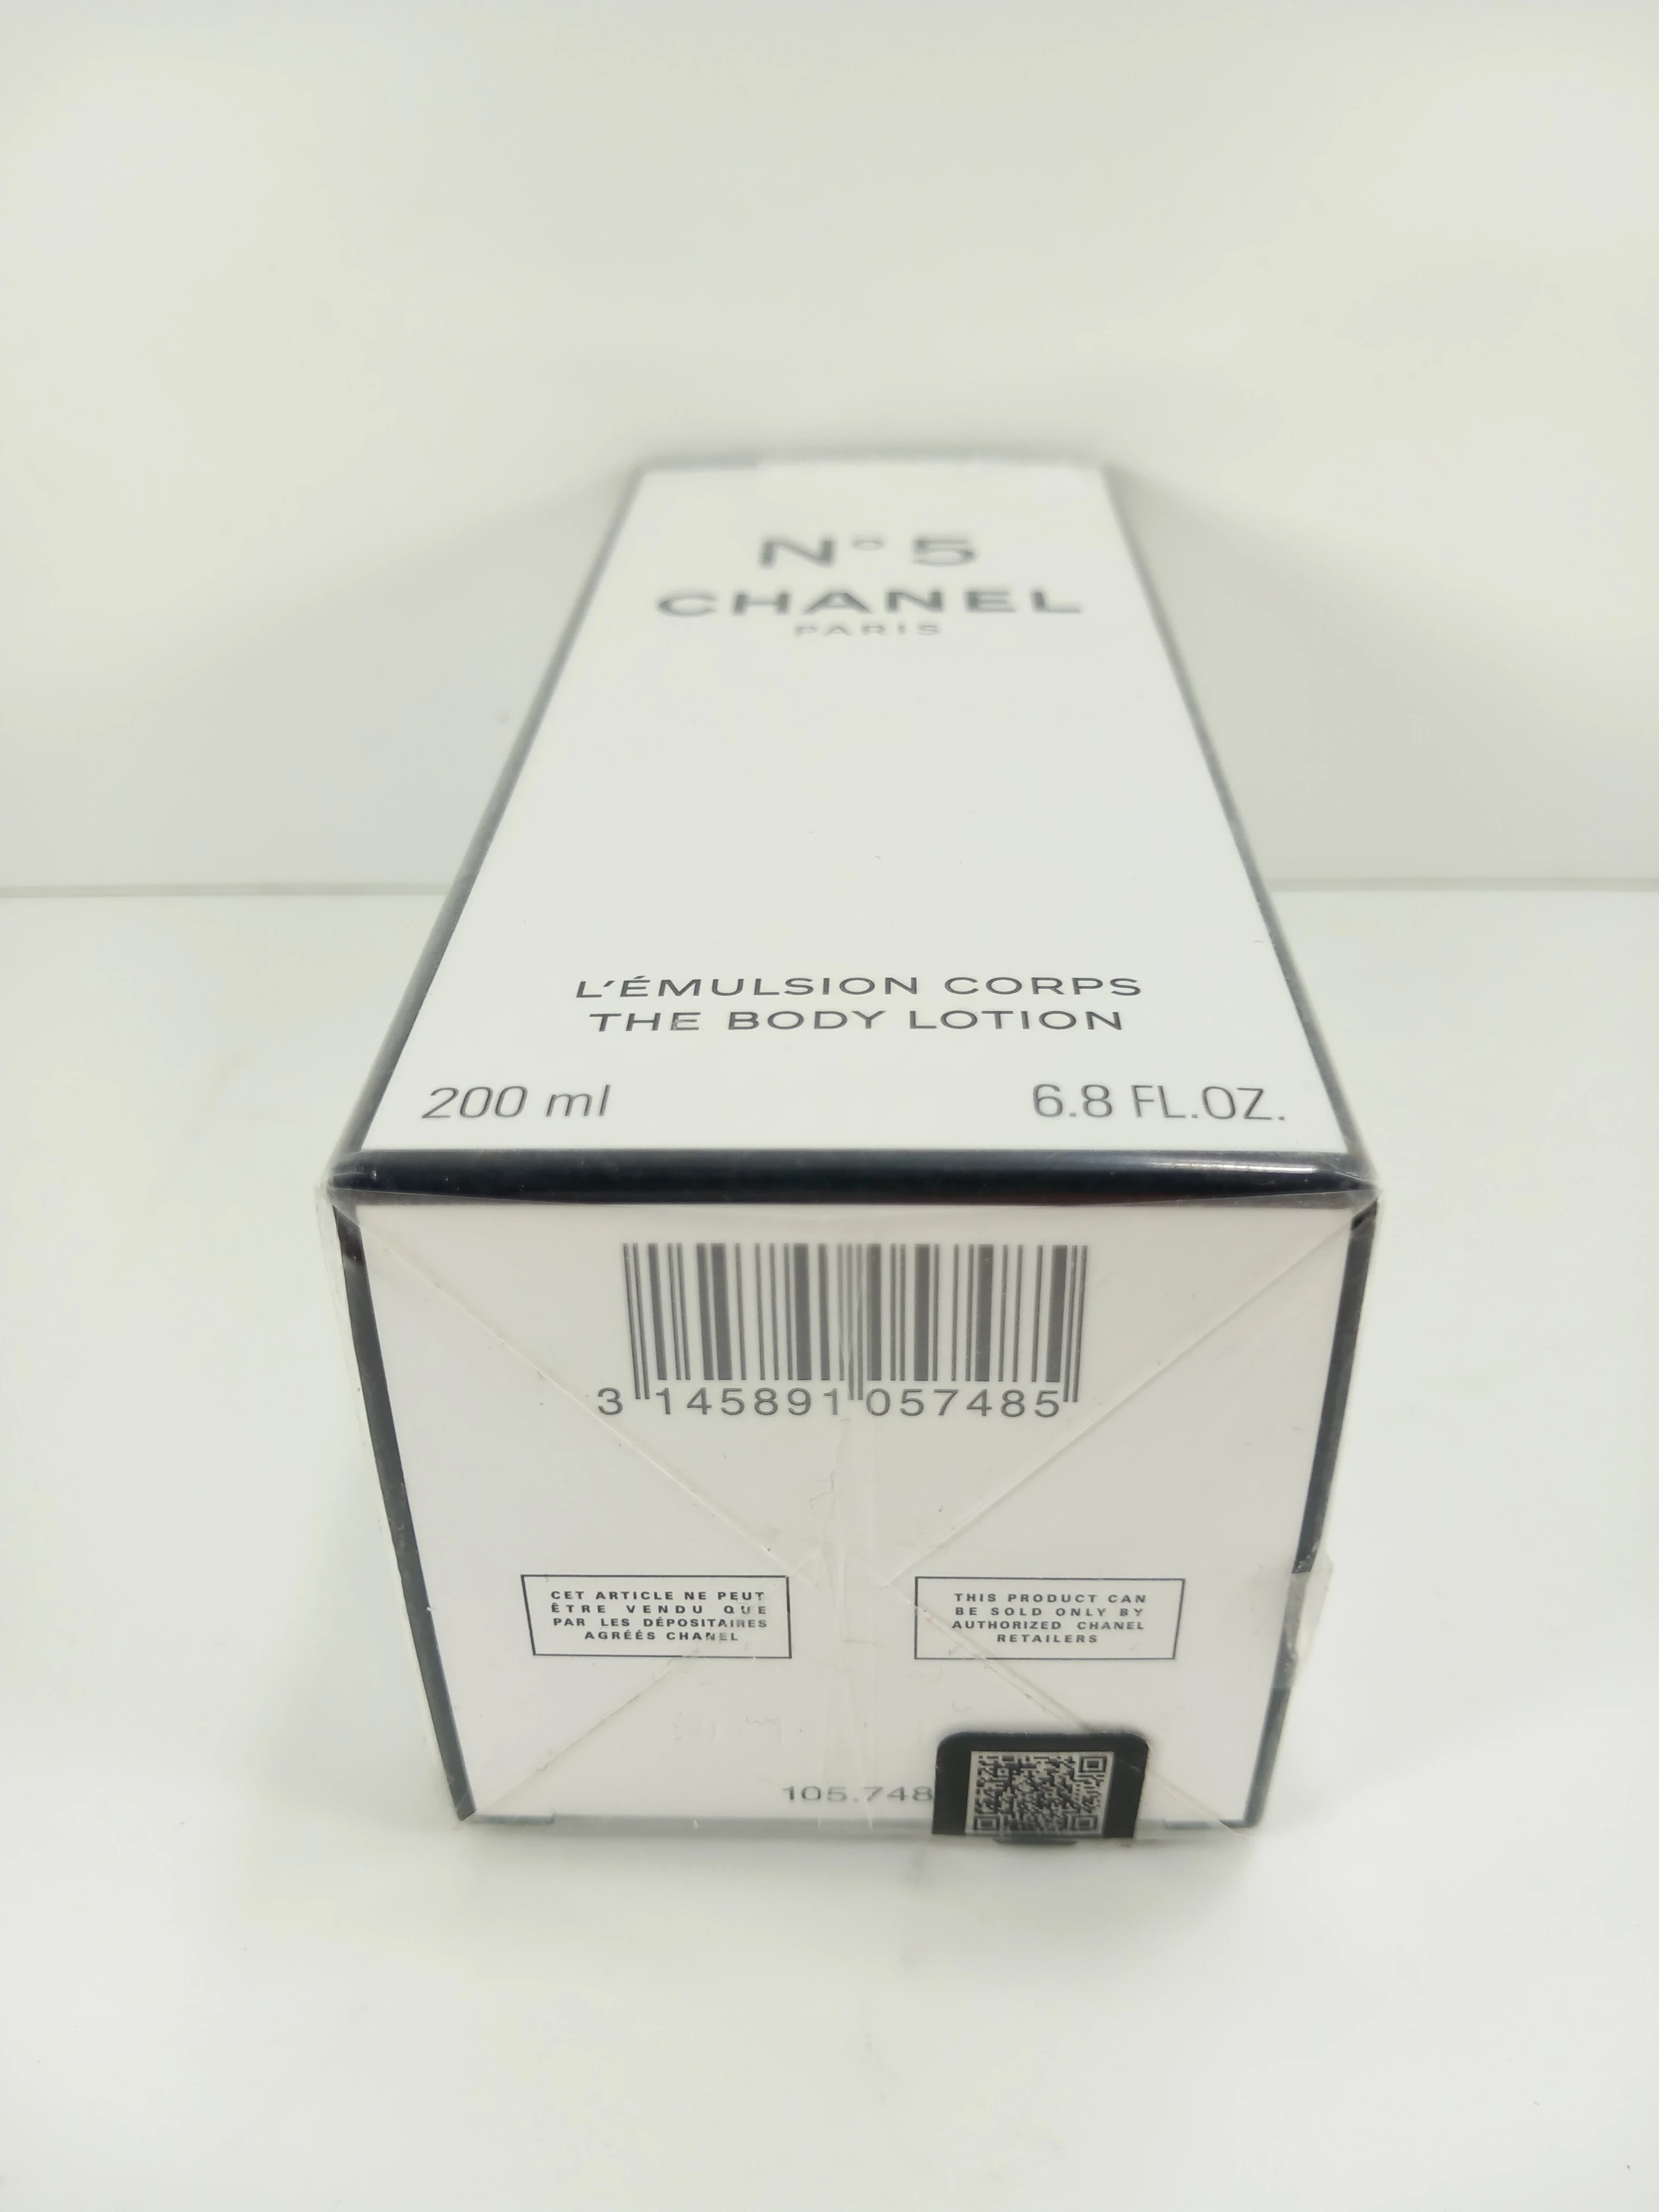 N° 5
CHANEL
PARIS
L'ÉMULSION CORPS
THE BODY LOTION
200 ml
6.8 FL.OZ.
3 145891 057485
CET ARTICLE NE PEUT
ÊTRE VENDU QUE
PAR LES DÉPOSITAIRES
AGRÉÉS CHANEL
THIS PRODUCT CAN
BE SOLD ONLY BY
AUTHORIZED CHANEL
RETAILERS
105.748